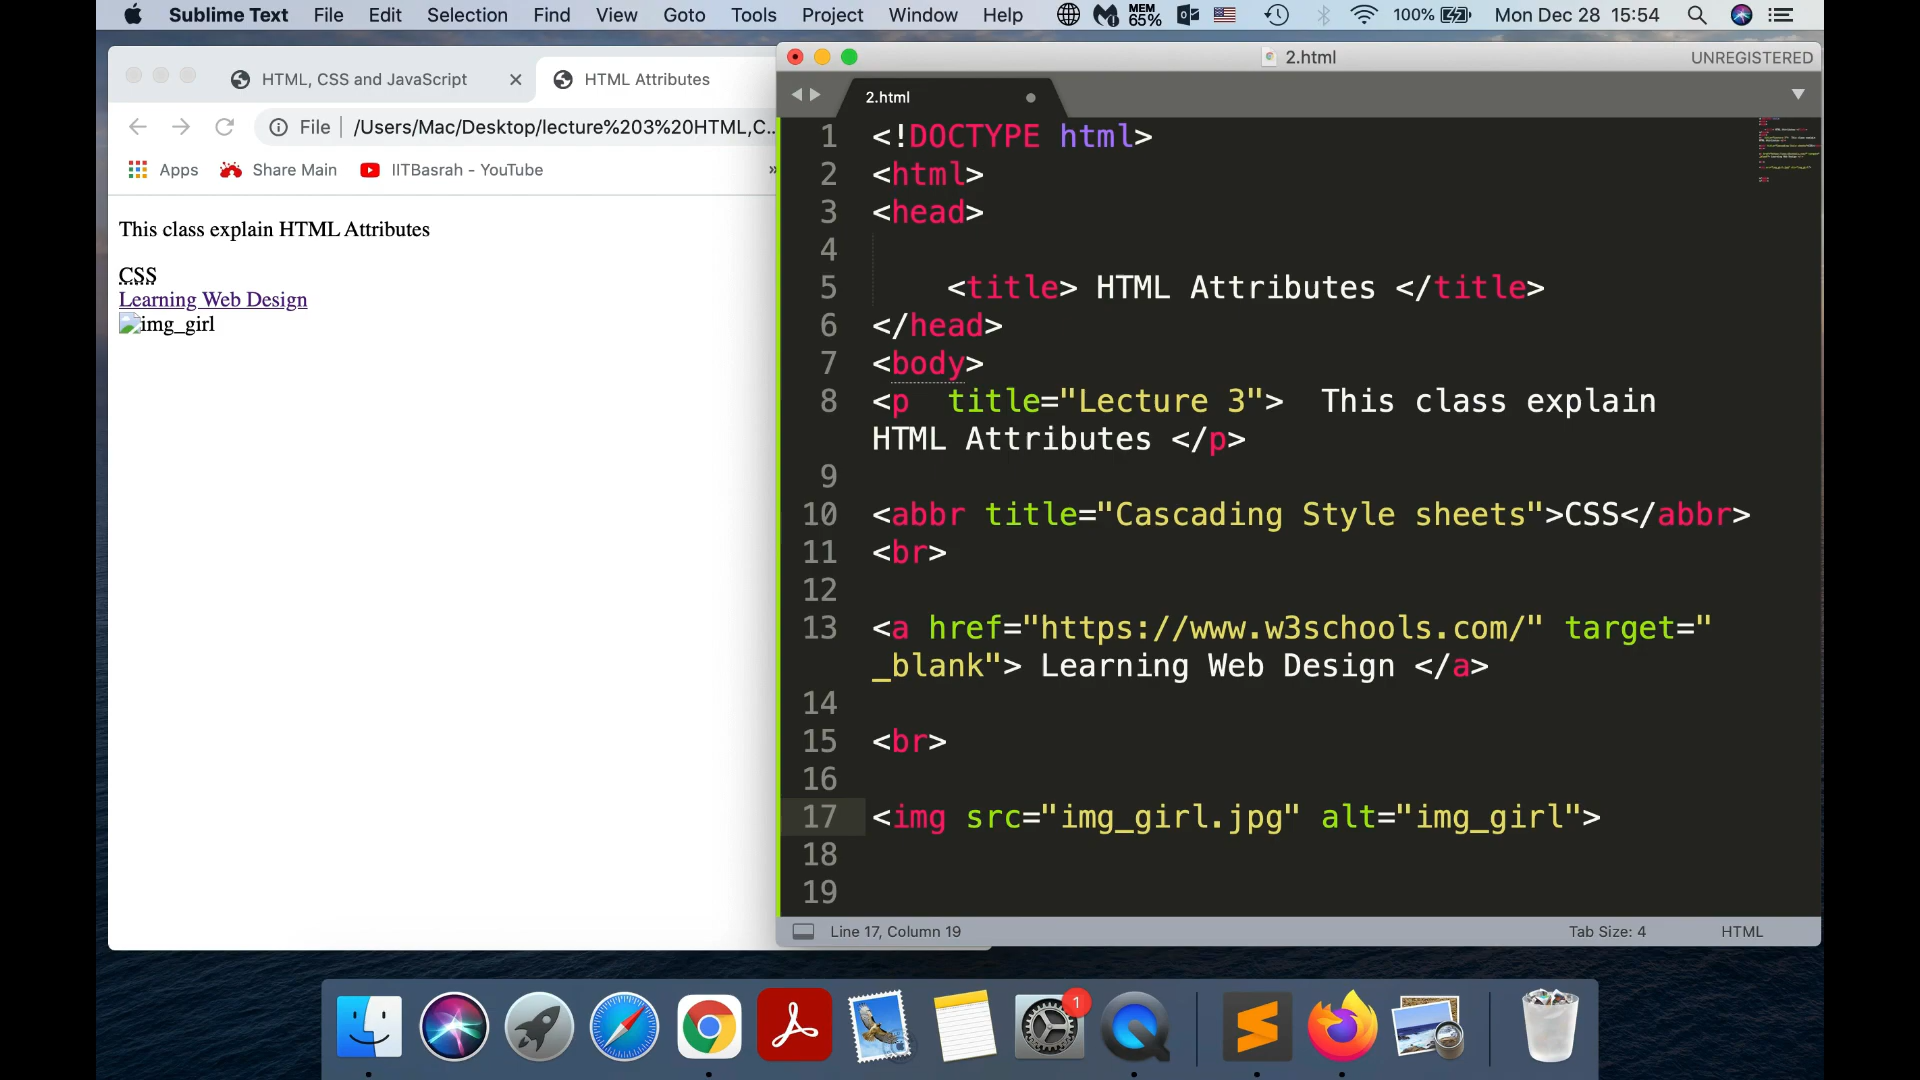 Sublime Text File Edit Selection Find View Goto Tools Project Window Help MEM 65% 100% Mon Dec 28 15:54
HTML, CSS and JavaScript
HTML Attributes
File /Users/Mac/Desktop/lecture%203%20HTML,C...
Apps Share Main IITBasrah - YouTube »
This class explain HTML Attributes
CSS
Learning Web Design
img_girl
2.html UNREGISTERED
2.html
1 <!DOCTYPE html>
2 <html>
3 <head>
4
5 <title> HTML Attributes </title>
6 </head>
7 <body>
8 <p  title="Lecture 3">  This class explain
HTML Attributes </p>
9
10 <abbr title="Cascading Style sheets">CSS</abbr>
11 <br>
12
13 <a href="https://www.w3schools.com/" target="
_blank"> Learning Web Design </a>
14
15 <br>
16
17 <img src="img_girl.jpg" alt="img_girl">
18
19
Line 17, Column 19 Tab Size: 4 HTML
1